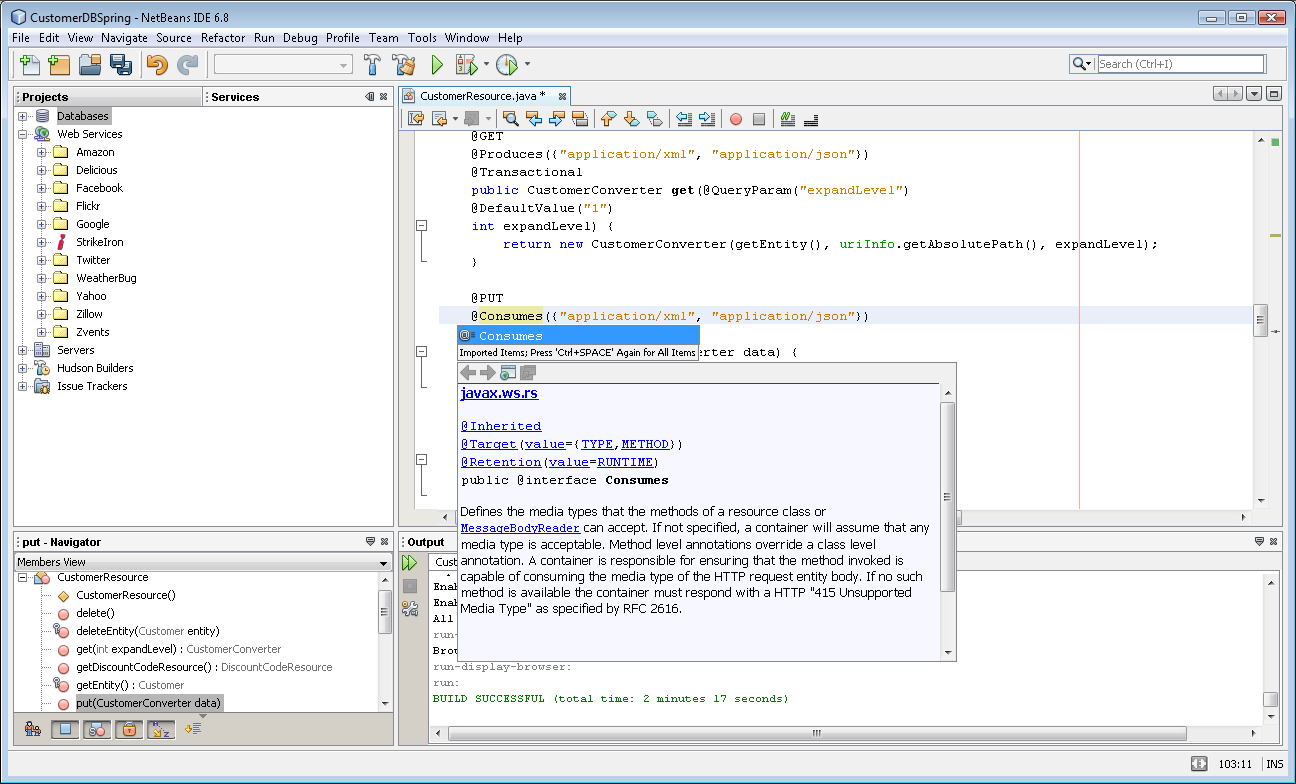 CustomerDBSpring - NetBeans IDE 6.8
File Edit View Navigate Source Refactor Run Debug Profile Team Tools Window Help
Search (Ctrl+I)
Projects
Services
Databases
Web Services
Amazon
Delicious
Facebook
Flickr
Google
StrikeIron
Twitter
WeatherBug
Yahoo
Zillow
Zvents
Servers
Hudson Builders
Issue Trackers
CustomerResource.java *
@GET
@Produces({"application/xml", "application/json"})
@Transactional
public CustomerConverter get(@QueryParam("expandLevel")
@DefaultValue("1")
int expandLevel) {
return new CustomerConverter(getEntity(), uriInfo.getAbsolutePath(), expandLevel);
}
@PUT
@Consumes({"application/xml", "application/json"})
Consumes
Imported Items; Press 'Ctrl+SPACE' Again for All Items
data) {
javax.ws.rs
@Inherited
@Target(value={TYPE,METHOD})
@Retention(value=RUNTIME)
public @interface Consumes
Defines the media types that the methods of a resource class or
MessageBodyReader can accept. If not specified, a container will assume that any
media type is acceptable. Method level annotations override a class level
annotation. A container is responsible for ensuring that the method invoked is
capable of consuming the media type of the HTTP request entity body. If no such
method is available the container must respond with a HTTP "415 Unsupported
Media Type" as specified by RFC 2616.
put - Navigator
Members View
CustomerResource
CustomerResource()
delete()
deleteEntity(Customer entity)
get(int expandLevel) : CustomerConverter
getDiscountCodeResource() : DiscountCodeResource
getEntity() : Customer
put(CustomerConverter data)
Output
All
run-display-browser:
run:
BUILD SUCCESSFUL (total time: 2 minutes 17 seconds)
103:11
INS